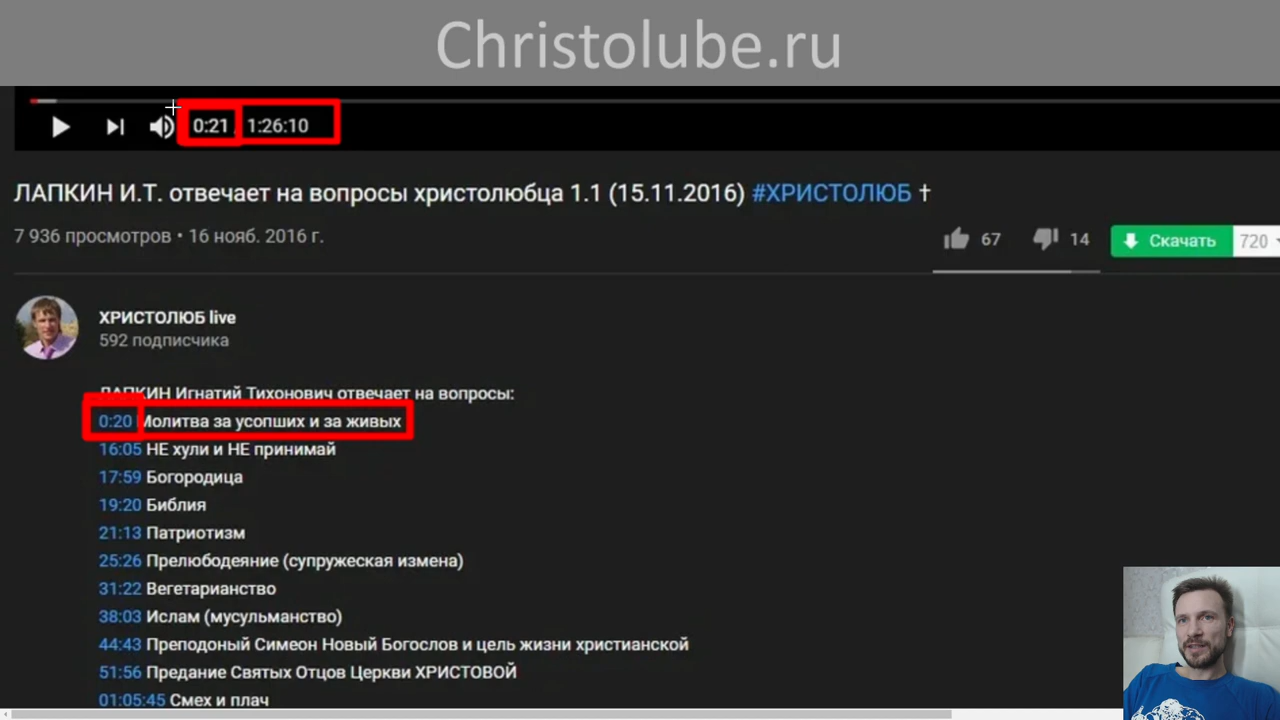 Christolube.ru
0:21 1:26:10
ЛАПКИН И.Т. отвечает на вопросы христолюбца 1.1 (15.11.2016) #ХРИСТОЛЮБ †
7 936 просмотров • 16 нояб. 2016 г.
67 14 Скачать 720
ХРИСТОЛЮБ live
592 подписчика
ЛАПКИН Игнатий Тихонович отвечает на вопросы:
0:20 Молитва за усопших и за живых
16:05 НЕ хули и НЕ принимай
17:59 Богородица
19:20 Библия
21:13 Патриотизм
25:26 Прелюбодеяние (супружеская измена)
31:22 Вегетарианство
38:03 Ислам (мусульманство)
44:43 Преподоный Симеон Новый Богослов и цель жизни христианской
51:56 Предание Святых Отцов Церкви ХРИСТОВОЙ
01:05:45 Смех и плач